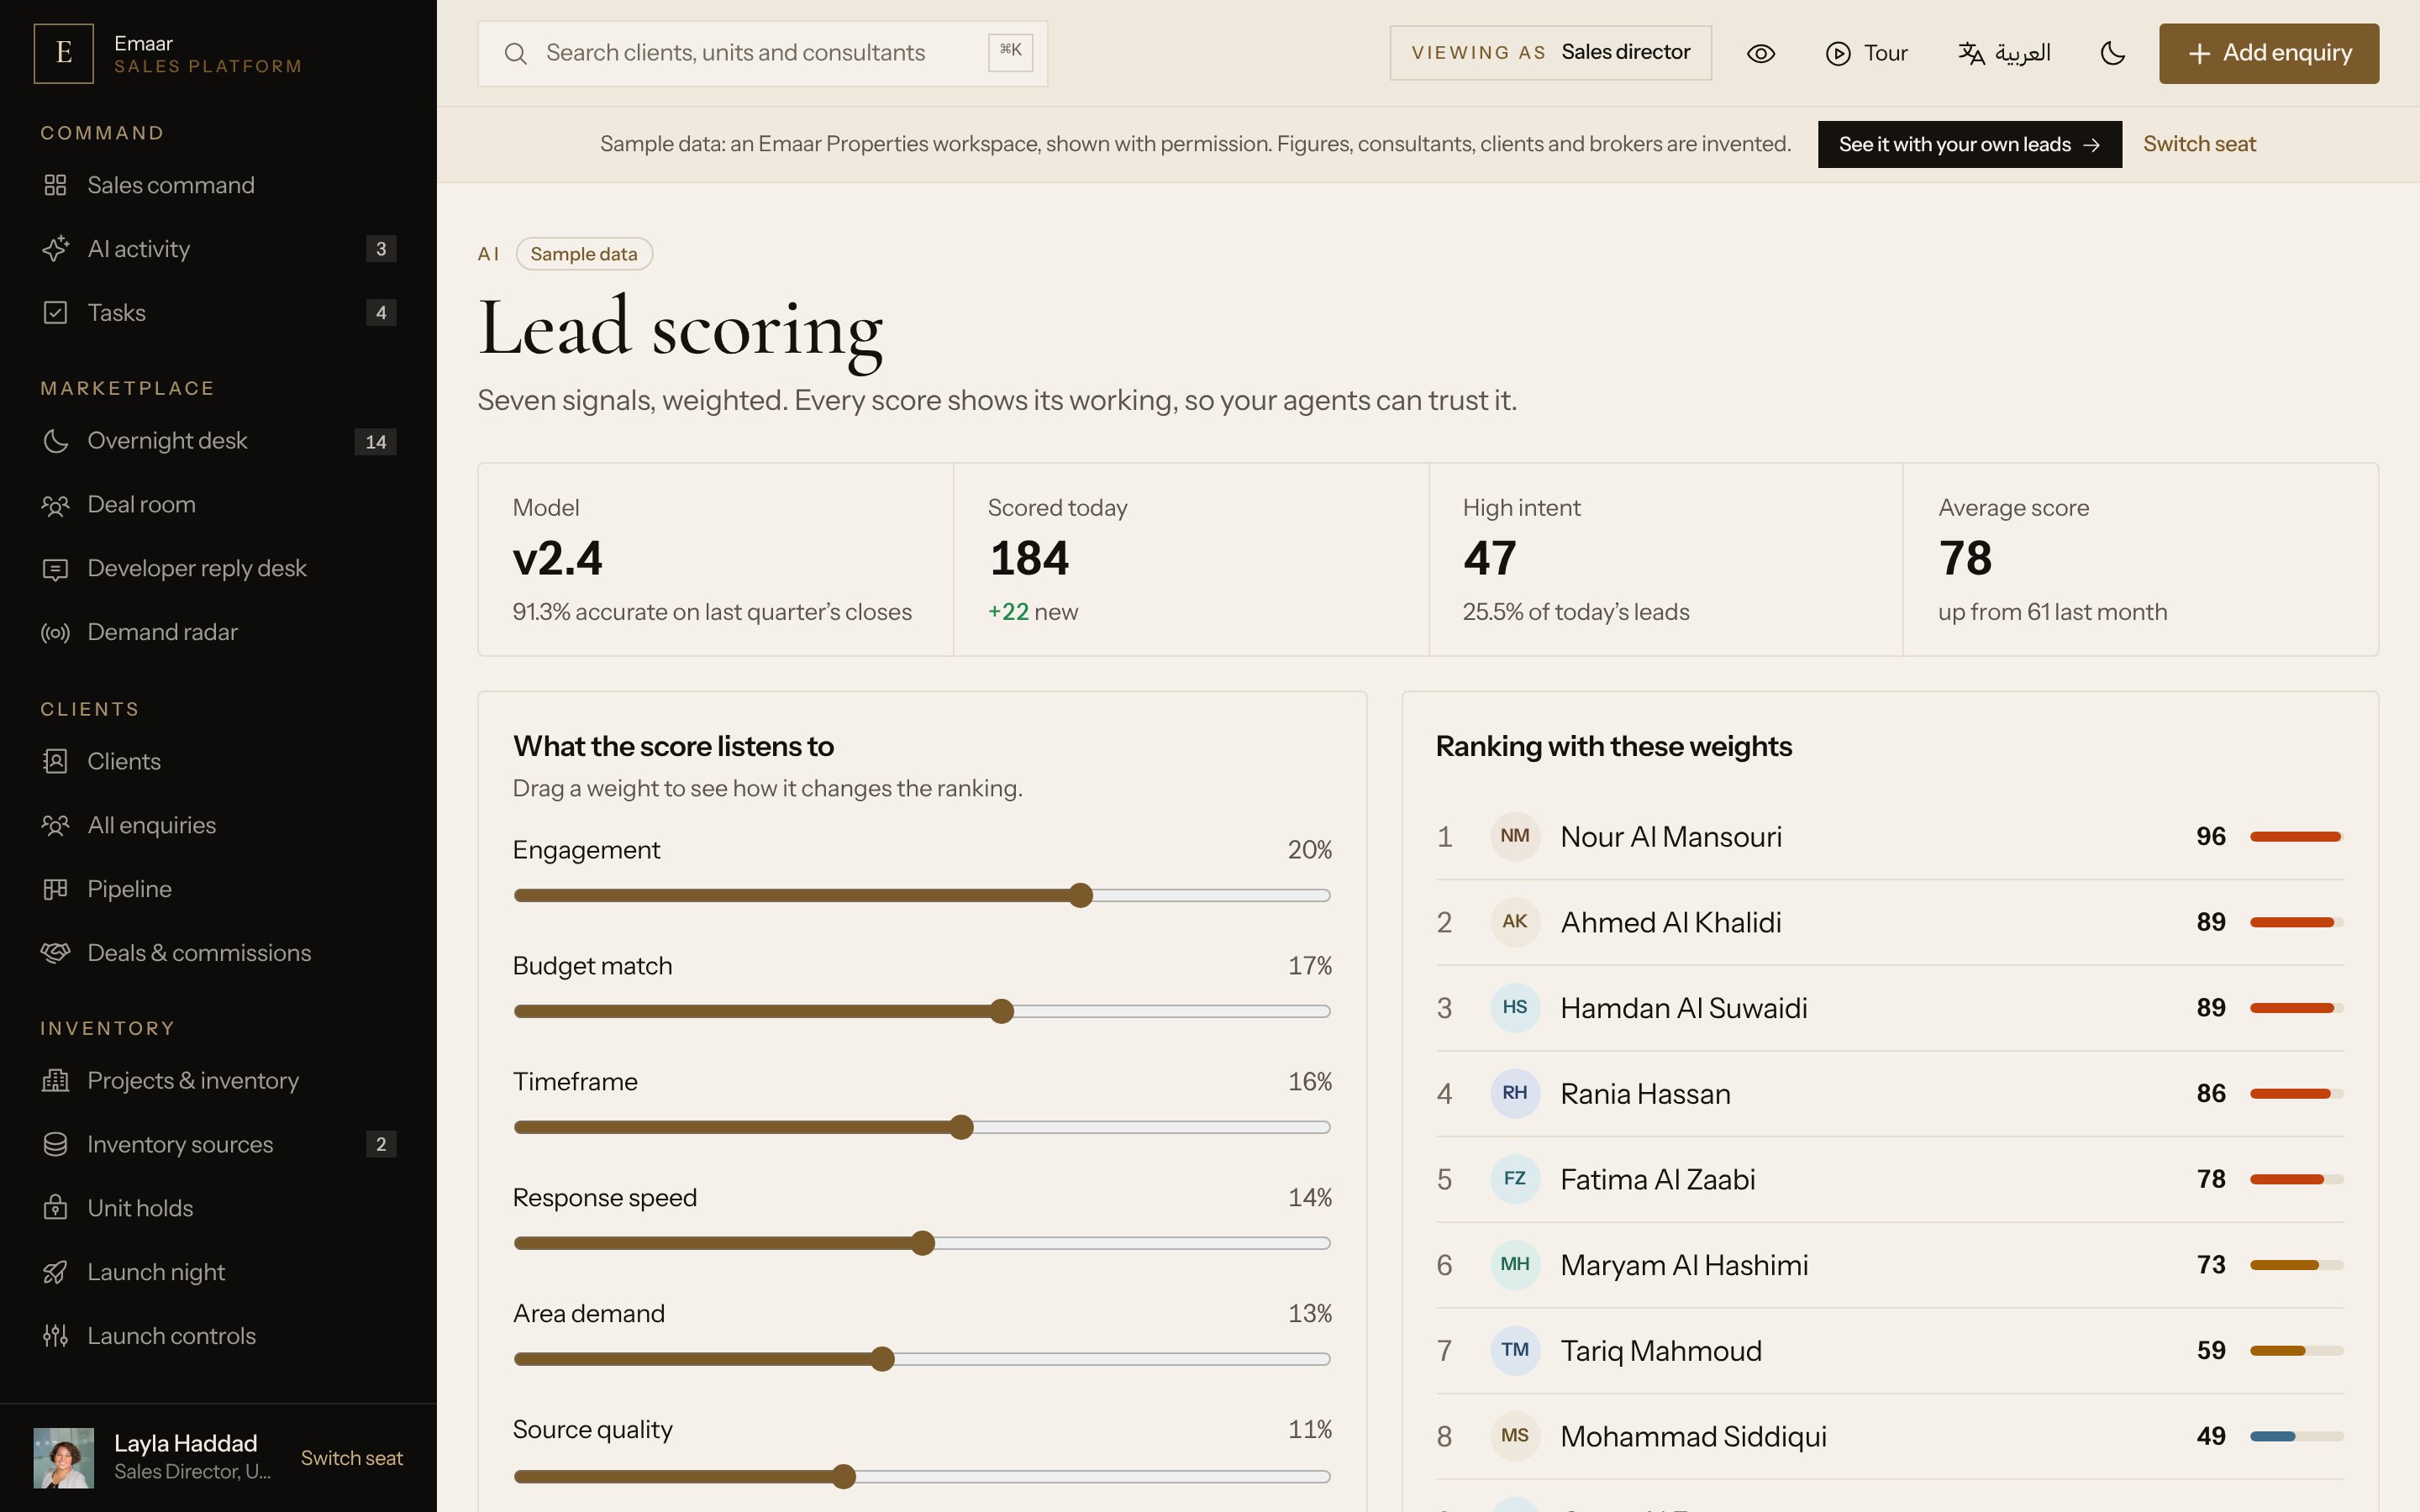 E
Emaar
SALES PLATFORM
COMMAND
Sales command
AI activity 3
Tasks 4
MARKETPLACE
Overnight desk 14
Deal room
Developer reply desk
Demand radar
CLIENTS
Clients
All enquiries
Pipeline
Deals & commissions
INVENTORY
Projects & inventory
Inventory sources 2
Unit holds
Launch night
Launch controls
Layla Haddad
Sales Director, U...
Switch seat
Search clients, units and consultants ⌘K
VIEWING AS Sales director
Tour
العربية
+ Add enquiry
Sample data: an Emaar Properties workspace, shown with permission. Figures, consultants, clients and brokers are invented.
See it with your own leads →
Switch seat
AI Sample data
Lead scoring
Seven signals, weighted. Every score shows its working, so your agents can trust it.
Model
v2.4
91.3% accurate on last quarter’s closes
Scored today
184
+22 new
High intent
47
25.5% of today’s leads
Average score
78
up from 61 last month
What the score listens to
Drag a weight to see how it changes the ranking.
Engagement 20%
Budget match 17%
Timeframe 16%
Response speed 14%
Area demand 13%
Source quality 11%
Ranking with these weights
1 NM Nour Al Mansouri 96
2 AK Ahmed Al Khalidi 89
3 HS Hamdan Al Suwaidi 89
4 RH Rania Hassan 86
5 FZ Fatima Al Zaabi 78
6 MH Maryam Al Hashimi 73
7 TM Tariq Mahmoud 59
8 MS Mohammad Siddiqui 49